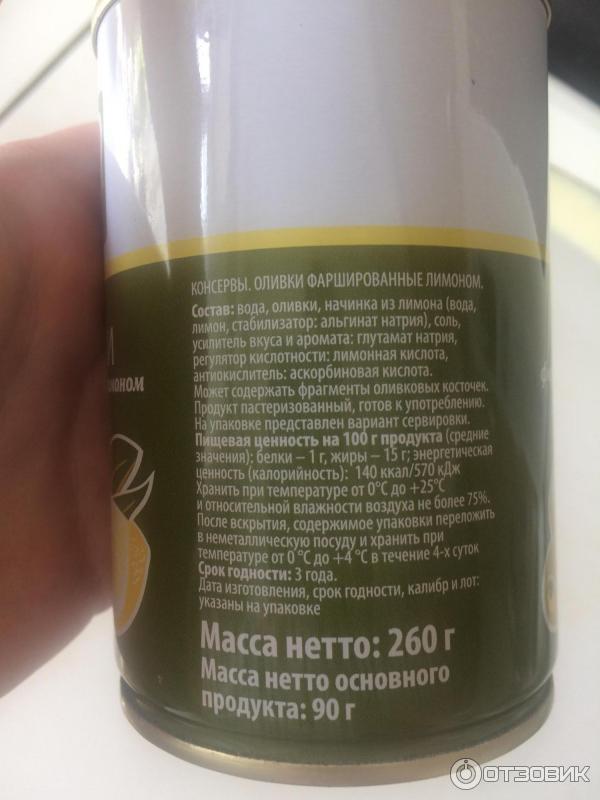 КОНСЕРВЫ. ОЛИВКИ ФАРШИРОВАННЫЕ ЛИМОНОМ.
Состав: вода, оливки, начинка из лимона (вода,
лимон, стабилизатор: альгинат натрия), соль,
усилитель вкуса и аромата: глутамат натрия,
регулятор кислотности: лимонная кислота,
антиокислитель: аскорбиновая кислота.
Может содержать фрагменты оливковых косточек.
Продукт пастеризованный, готов к употреблению.
На упаковке представлен вариант сервировки.
Пищевая ценность на 100 г продукта (средние
значения): белки – 1 г, жиры – 15 г; энергетическая
ценность (калорийность): 140 ккал/570 кДж
Хранить при температуре от 0°С до +25°С
и относительной влажности воздуха не более 75%.
После вскрытия, содержимое упаковки переложить
в неметаллическую посуду и хранить при
температуре от 0 °С до +4 °С в течение 4-х суток
Срок годности: 3 года.
Дата изготовления, срок годности, калибр и лот:
указаны на упаковке
Масса нетто: 260 г
Масса нетто основного
продукта: 90 г
ОТЗОВИК